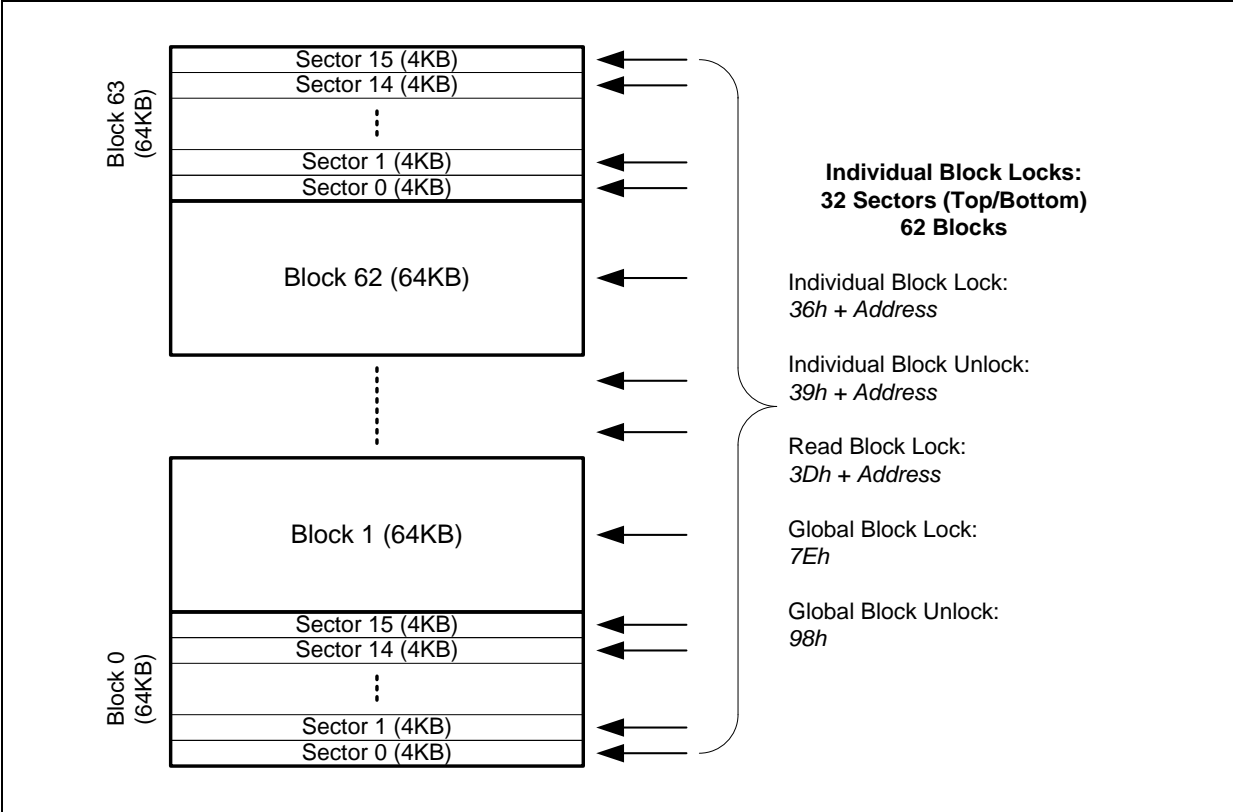 Block 63
(64KB)
Sector 15 (4KB)
Sector 14 (4KB)
Sector 1 (4KB)
Sector 0 (4KB)
Block 62 (64KB)
Block 1 (64KB)
Block 0
(64KB)
Sector 15 (4KB)
Sector 14 (4KB)
Sector 1 (4KB)
Sector 0 (4KB)
Individual Block Locks:
32 Sectors (Top/Bottom)
62 Blocks
Individual Block Lock:
36h + Address
Individual Block Unlock:
39h + Address
Read Block Lock:
3Dh + Address
Global Block Lock:
7Eh
Global Block Unlock:
98h